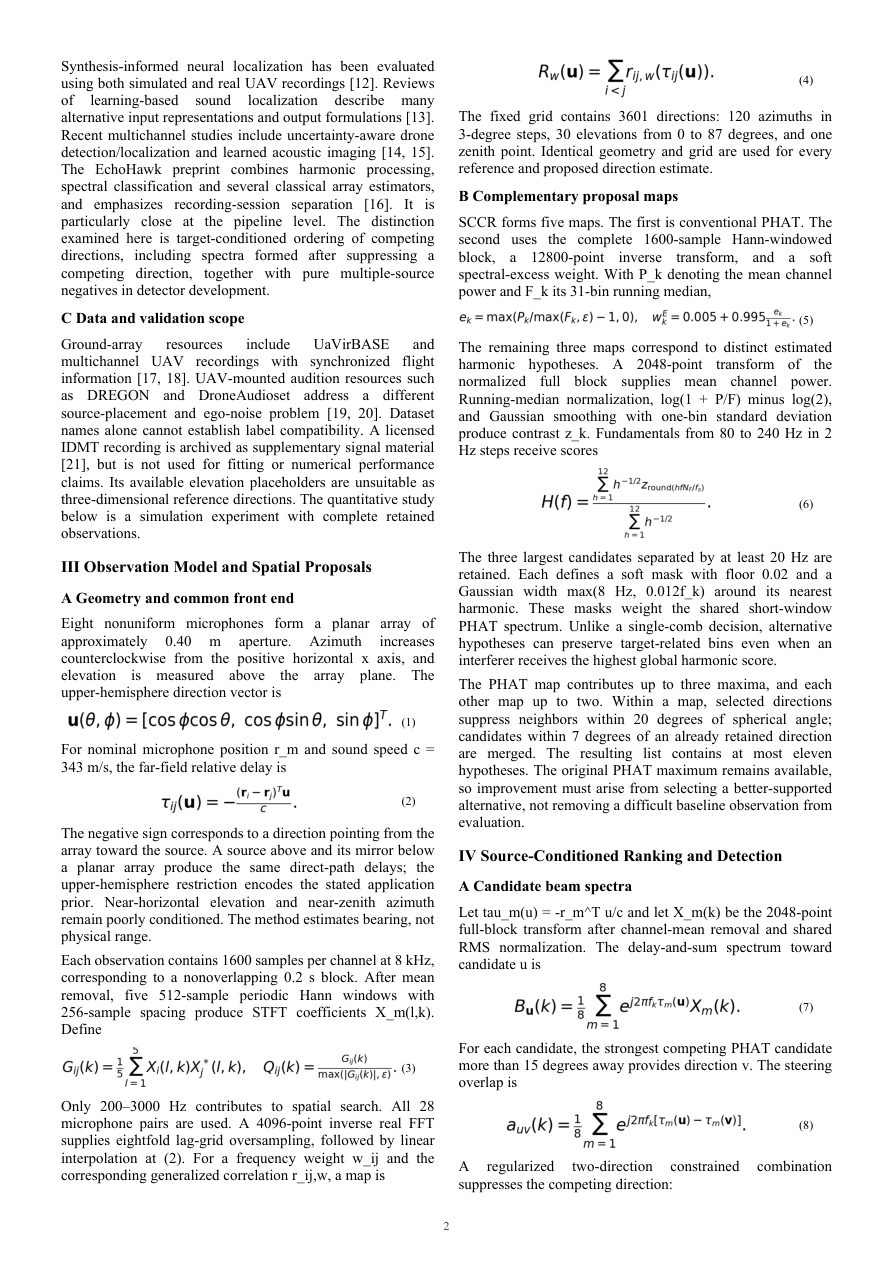 Synthesis-informed neural localization has been evaluated
using both simulated and real UAV recordings [12]. Reviews
of learning-based sound localization describe many
alternative input representations and output formulations [13].
Recent multichannel studies include uncertainty-aware drone
detection/localization and learned acoustic imaging [14, 15].
The EchoHawk preprint combines harmonic processing,
spectral classification and several classical array estimators,
and emphasizes recording-session separation [16]. It is
particularly close at the pipeline level. The distinction
examined here is target-conditioned ordering of competing
directions, including spectra formed after suppressing a
competing direction, together with pure multiple-source
negatives in detector development.
C Data and validation scope
Ground-array resources include UaVirBASE and
multichannel UAV recordings with synchronized flight
information [17, 18]. UAV-mounted audition resources such
as DREGON and DroneAudioset address a different
source-placement and ego-noise problem [19, 20]. Dataset
names alone cannot establish label compatibility. A licensed
IDMT recording is archived as supplementary signal material
[21], but is not used for fitting or numerical performance
claims. Its available elevation placeholders are unsuitable as
three-dimensional reference directions. The quantitative study
below is a simulation experiment with complete retained
observations.
III Observation Model and Spatial Proposals
A Geometry and common front end
Eight nonuniform microphones form a planar array of
approximately 0.40 m aperture. Azimuth increases
counterclockwise from the positive horizontal x axis, and
elevation is measured above the array plane. The
upper-hemisphere direction vector is
u(θ, ϕ) = [cos ϕcos θ, cos ϕsin θ, sin ϕ]^T. (1)
For nominal microphone position r_m and sound speed c =
343 m/s, the far-field relative delay is
τ_ij(u) = −(r_i − r_j)^T u / c. (2)
The negative sign corresponds to a direction pointing from the
array toward the source. A source above and its mirror below
a planar array produce the same direct-path delays; the
upper-hemisphere restriction encodes the stated application
prior. Near-horizontal elevation and near-zenith azimuth
remain poorly conditioned. The method estimates bearing, not
physical range.
Each observation contains 1600 samples per channel at 8 kHz,
corresponding to a nonoverlapping 0.2 s block. After mean
removal, five 512-sample periodic Hann windows with
256-sample spacing produce STFT coefficients X_m(l,k).
Define
G_ij(k) = 1/5 ∑_{l=1}^{5} X_i(l, k)X_j^*(l, k), Q_ij(k) = G_ij(k) / max(|G_ij(k)|, ε). (3)
Only 200–3000 Hz contributes to spatial search. All 28
microphone pairs are used. A 4096-point inverse real FFT
supplies eightfold lag-grid oversampling, followed by linear
interpolation at (2). For a frequency weight w_ij and the
corresponding generalized correlation r_ij,w, a map is
R_w(u) = ∑_{i<j} r_{ij, w}(τ_ij(u)). (4)
The fixed grid contains 3601 directions: 120 azimuths in
3-degree steps, 30 elevations from 0 to 87 degrees, and one
zenith point. Identical geometry and grid are used for every
reference and proposed direction estimate.
B Complementary proposal maps
SCCR forms five maps. The first is conventional PHAT. The
second uses the complete 1600-sample Hann-windowed
block, a 12800-point inverse transform, and a soft
spectral-excess weight. With P_k denoting the mean channel
power and F_k its 31-bin running median,
e_k = max(P_k/max(F_k, ε) − 1, 0), w_k^E = 0.005 + 0.995 e_k / (1 + e_k). (5)
The remaining three maps correspond to distinct estimated
harmonic hypotheses. A 2048-point transform of the
normalized full block supplies mean channel power.
Running-median normalization, log(1 + P/F) minus log(2),
and Gaussian smoothing with one-bin standard deviation
produce contrast z_k. Fundamentals from 80 to 240 Hz in 2
Hz steps receive scores
H(f) = ∑_{h=1}^{12} h^{−1/2} z_{round(hfN_F/f_s)} / ∑_{h=1}^{12} h^{−1/2}. (6)
The three largest candidates separated by at least 20 Hz are
retained. Each defines a soft mask with floor 0.02 and a
Gaussian width max(8 Hz, 0.012f_k) around its nearest
harmonic. These masks weight the shared short-window
PHAT spectrum. Unlike a single-comb decision, alternative
hypotheses can preserve target-related bins even when an
interferer receives the highest global harmonic score.
The PHAT map contributes up to three maxima, and each
other map up to two. Within a map, selected directions
suppress neighbors within 20 degrees of spherical angle;
candidates within 7 degrees of an already retained direction
are merged. The resulting list contains at most eleven
hypotheses. The original PHAT maximum remains available,
so improvement must arise from selecting a better-supported
alternative, not removing a difficult baseline observation from
evaluation.
IV Source-Conditioned Ranking and Detection
A Candidate beam spectra
Let tau_m(u) = -r_m^T u/c and let X_m(k) be the 2048-point
full-block transform after channel-mean removal and shared
RMS normalization. The delay-and-sum spectrum toward
candidate u is
B_u(k) = 1/8 ∑_{m=1}^{8} e^{j2πf_kτ_m(u)}X_m(k). (7)
For each candidate, the strongest competing PHAT candidate
more than 15 degrees away provides direction v. The steering
overlap is
a_uv(k) = 1/8 ∑_{m=1}^{8} e^{j2πf_k[τ_m(u) − τ_m(v)]}. (8)
A regularized two-direction constrained combination
suppresses the competing direction:
2